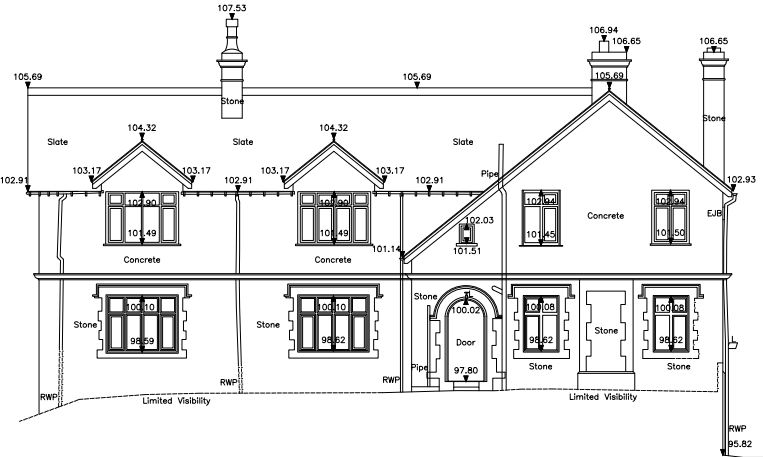 107.53
106.94
106.65
106.65
105.69
105.69
105.69
Stone
Stone
104.32
104.32
Slate
Slate
Slate
103.17
103.17
103.17
103.17
Pipe
102.91
102.91
102.91
102.93
102.90
102.90
102.94
102.94
Concrete
EJB
102.03
101.49
101.49
101.45
101.50
101.14
101.51
Concrete
Concrete
Stone
100.10
100.10
100.02
100.08
100.08
Stone
Stone
Stone
98.59
98.62
Door
98.62
98.62
Pipe
97.80
Stone
Stone
RWP
RWP
RWP
Limited Visibility
Limited Visibility
RWP
95.82